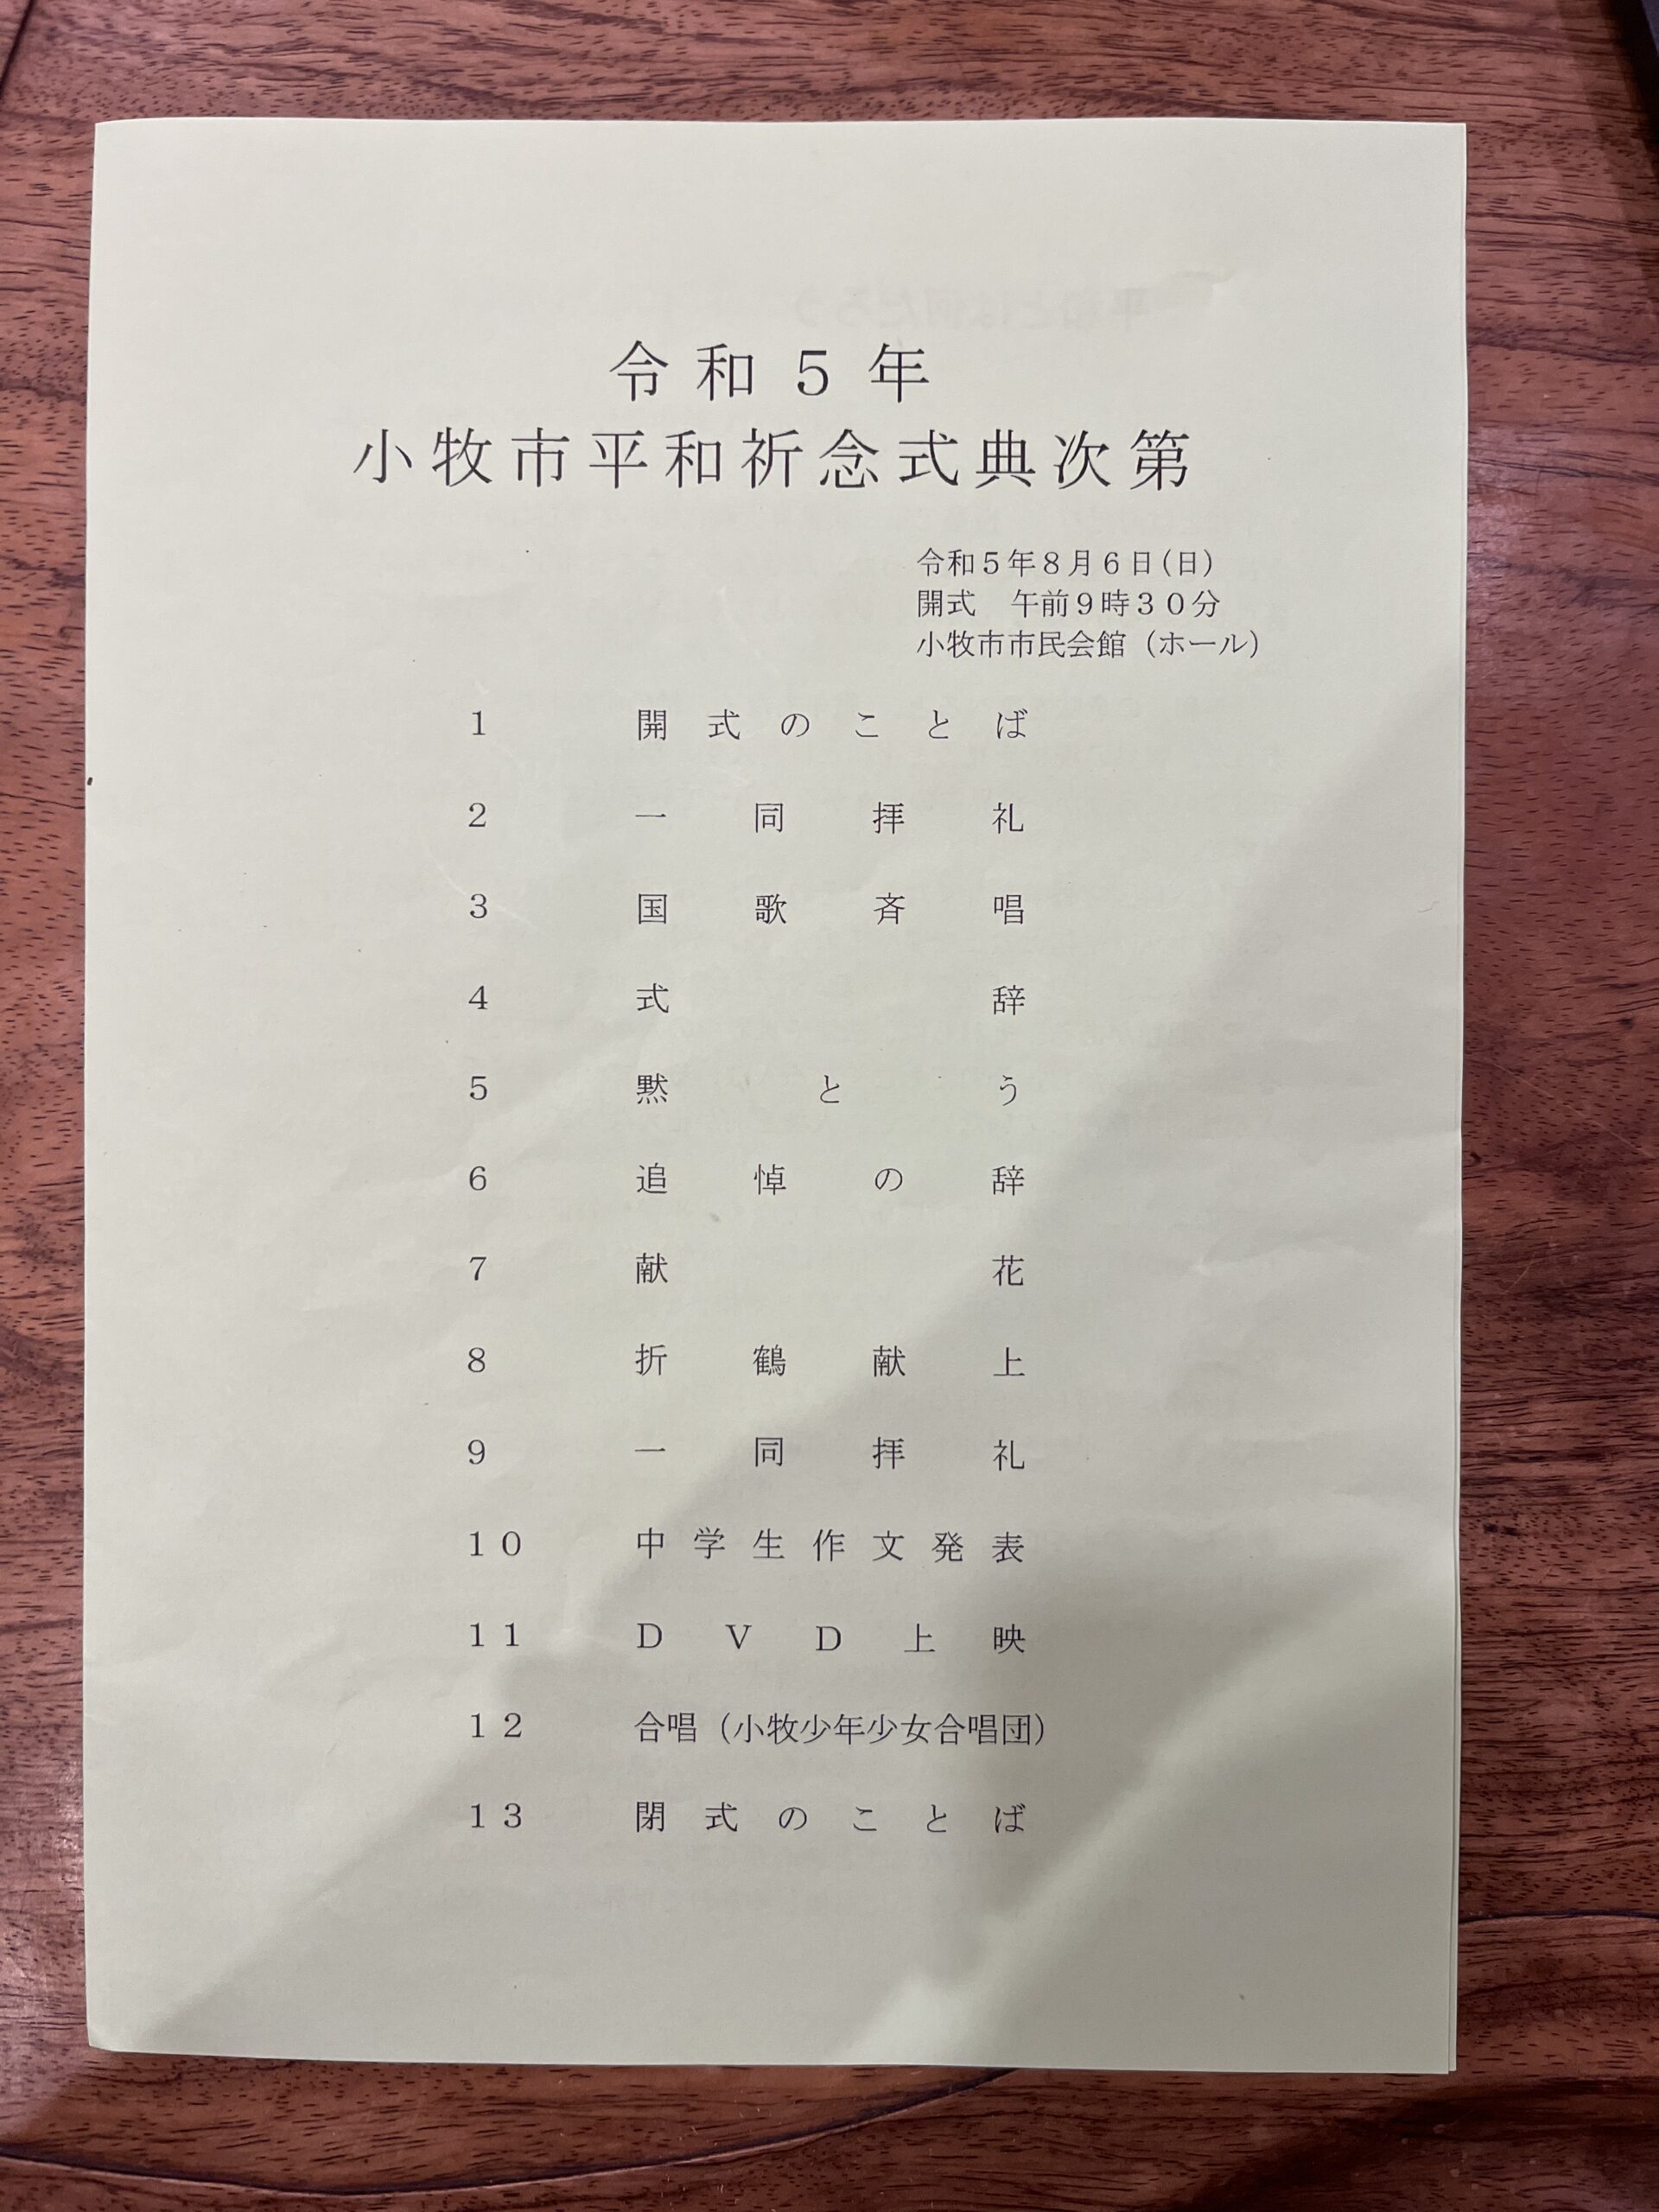 令和５年
小牧市平和祈念式典次第
令和５年８月６日（日）
開式　午前９時３０分
小牧市市民会館（ホール）
１　開式のことば
２　一同拝礼
３　国歌斉唱
４　式辞
５　黙とう
６　追悼の辞
７　献花
８　折鶴献上
９　一同拝礼
１０　中学生作文発表
１１　ＤＶＤ上映
１２　合唱（小牧少年少女合唱団）
１３　閉式のことば